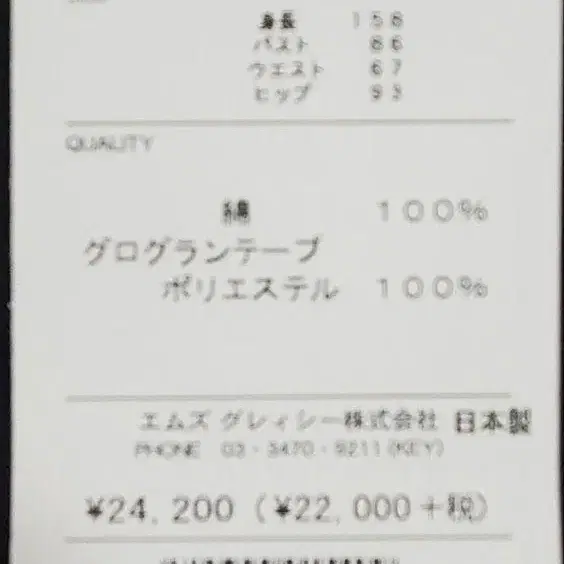 身長 158
バスト 86
ウエスト 67
ヒップ 93
QUALITY
綿 100%
グログランテープ
ポリエステル 100%
エムズ グレイシー株式会社 日本製
PHONE 03-3470-9211(KEY)
¥24,200 (¥22,000+税)